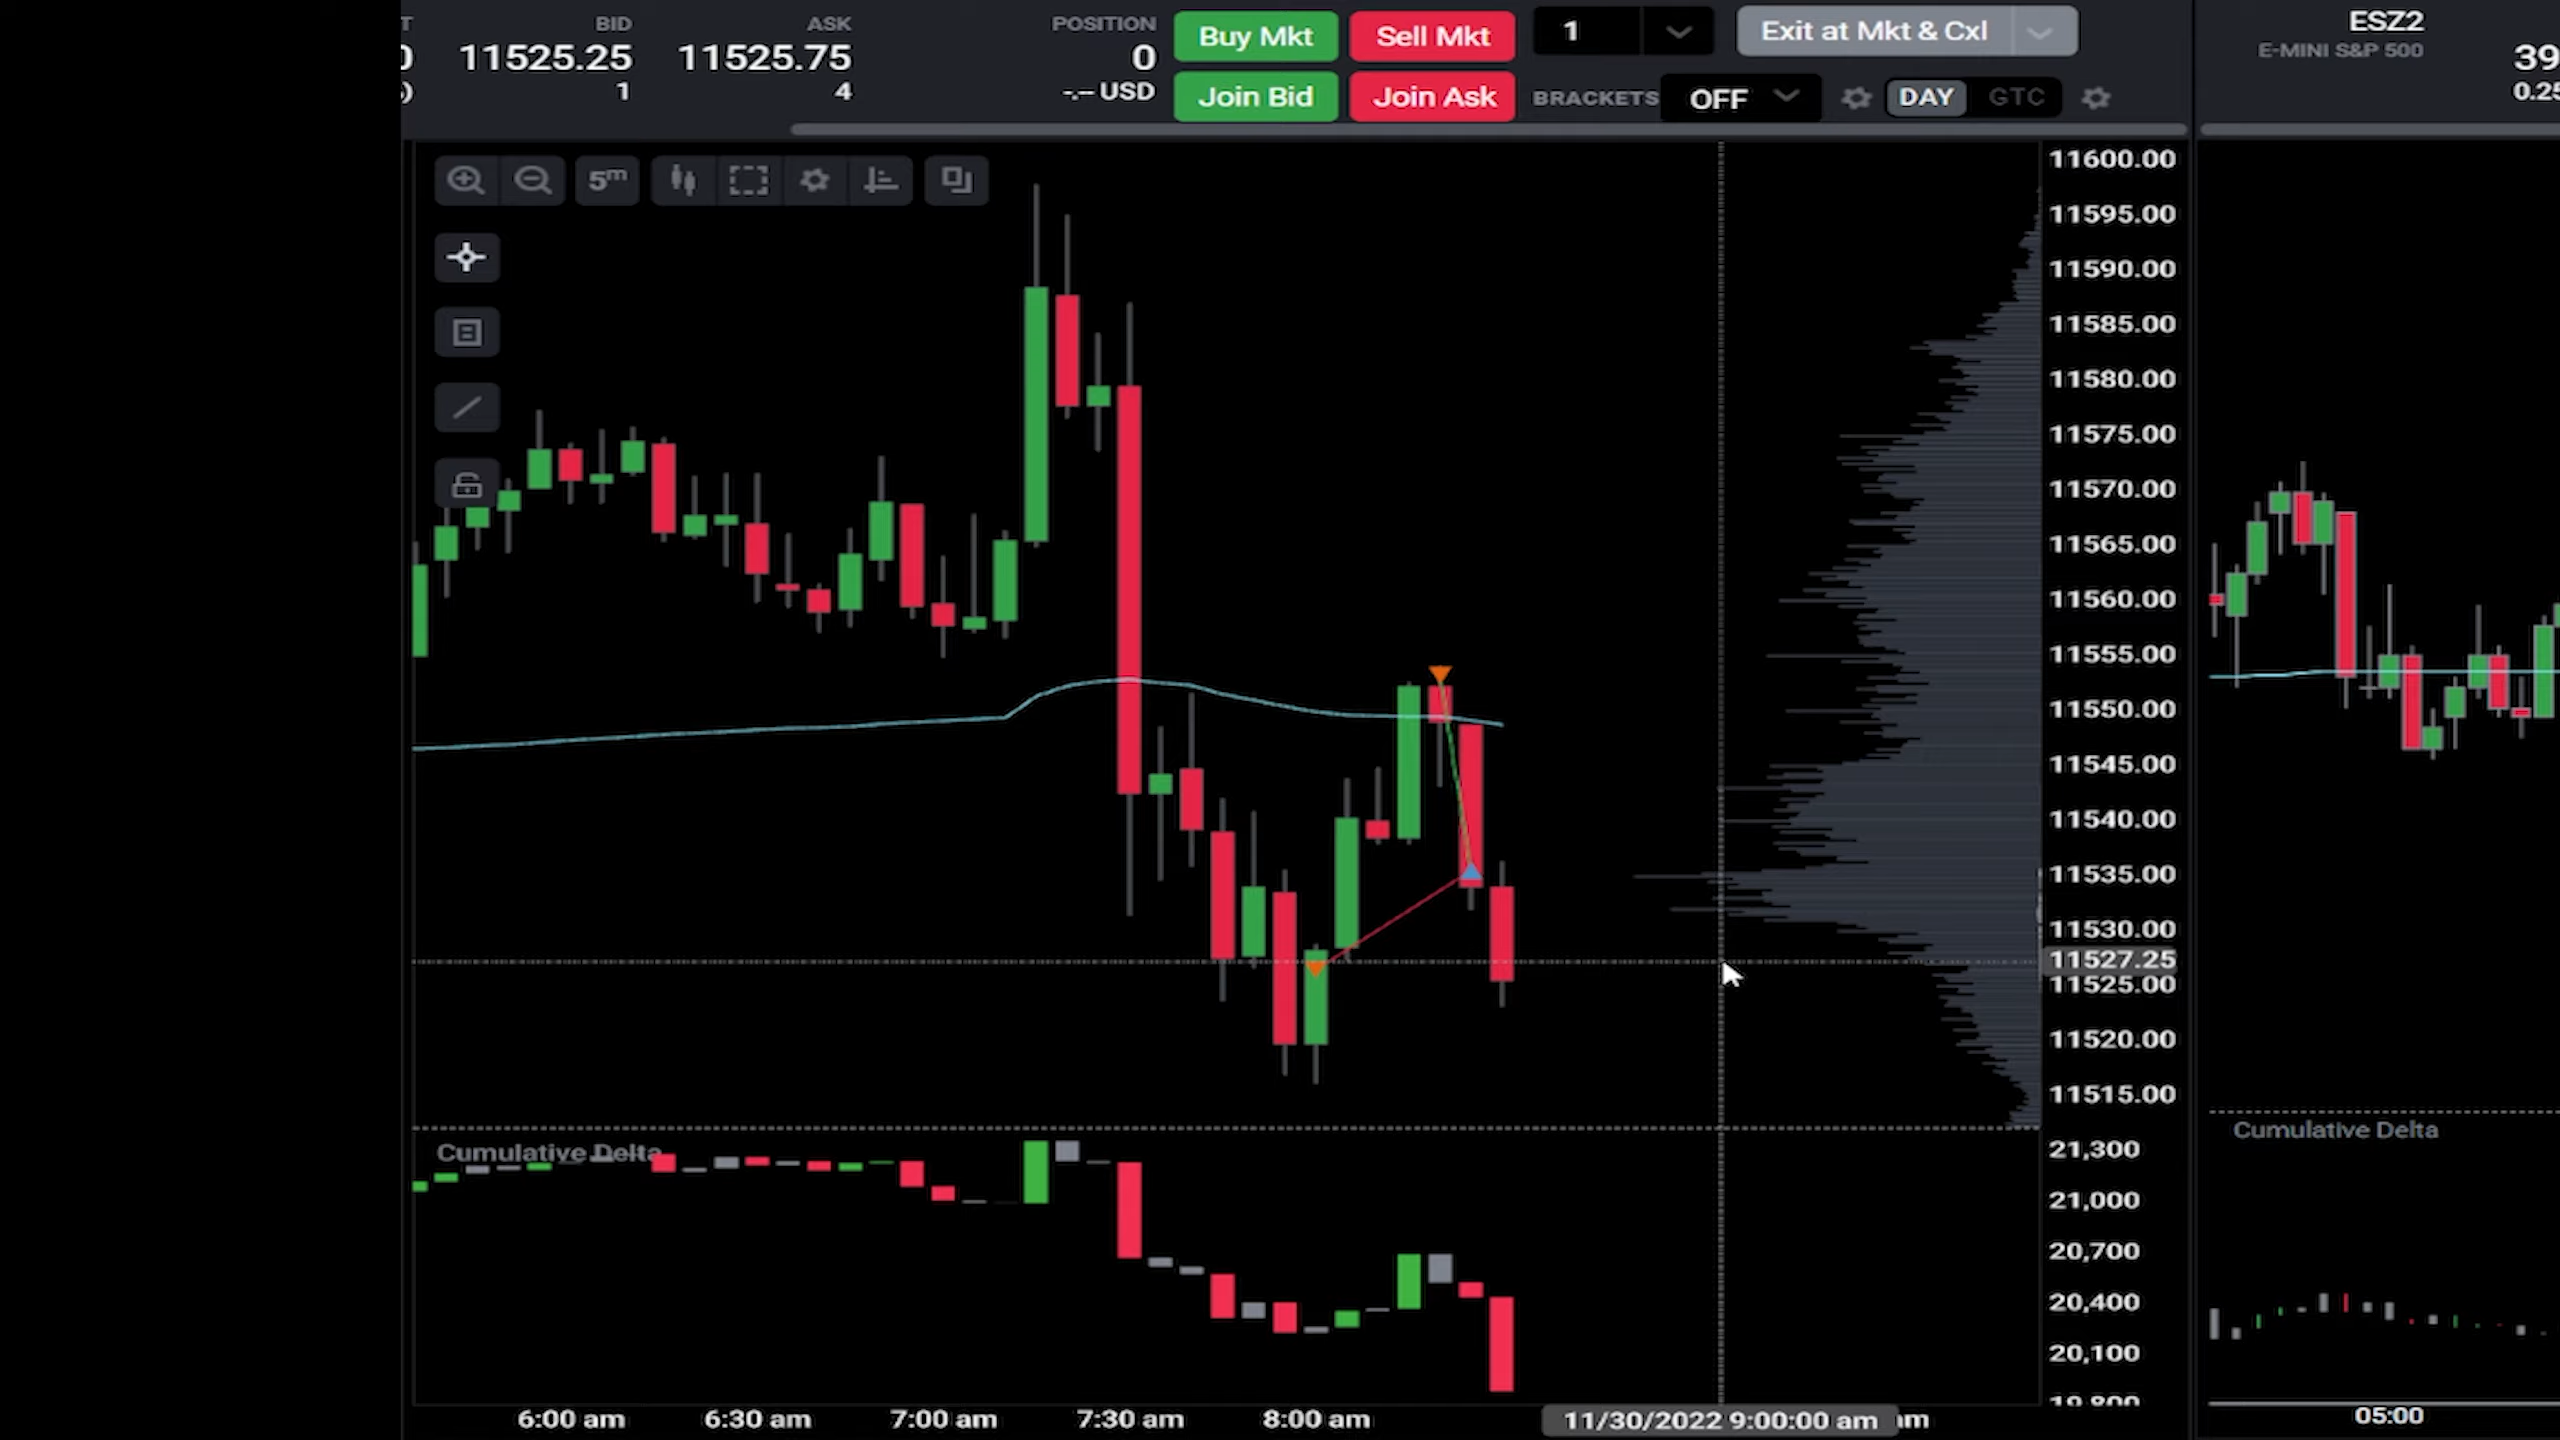 BID
ASK
POSITION
Buy Mkt
Sell Mkt
1
Exit at Mkt & Cxl
ESZ2
11525.25
11525.75
0
E-MINI S&P 500
39
1
4
-.-- USD
Join Bid
Join Ask
BRACKETS
OFF
DAY
GTC
0.25
5m
11600.00
11595.00
11590.00
11585.00
11580.00
11575.00
11570.00
11565.00
11560.00
11555.00
11550.00
11545.00
11540.00
11535.00
11530.00
11527.25
11525.00
11520.00
11515.00
Cumulative Delta
21,300
21,000
20,700
20,400
20,100
19,800
6:00 am
6:30 am
7:00 am
7:30 am
8:00 am
11/30/2022 9:00:00 am
am
Cumulative Delta
05:00